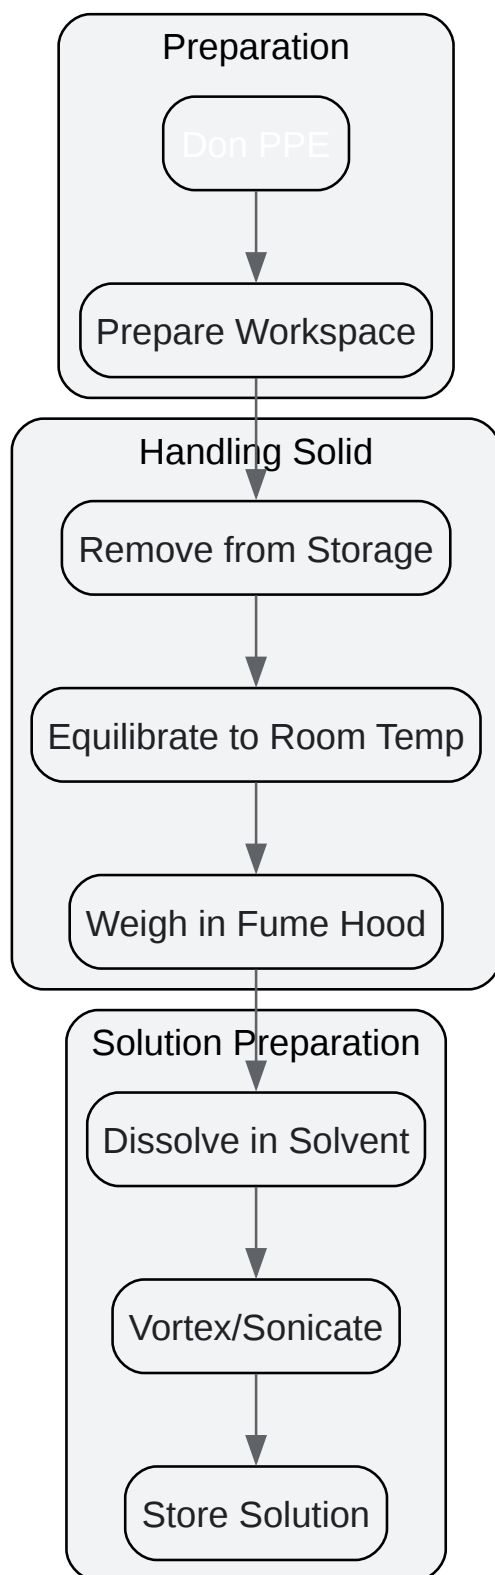 Preparation
Don PPE
Prepare Workspace
Handling Solid
Remove from Storage
Equilibrate to Room Temp
Weigh in Fume Hood
Solution Preparation
Dissolve in Solvent
Vortex/Sonicate
Store Solution